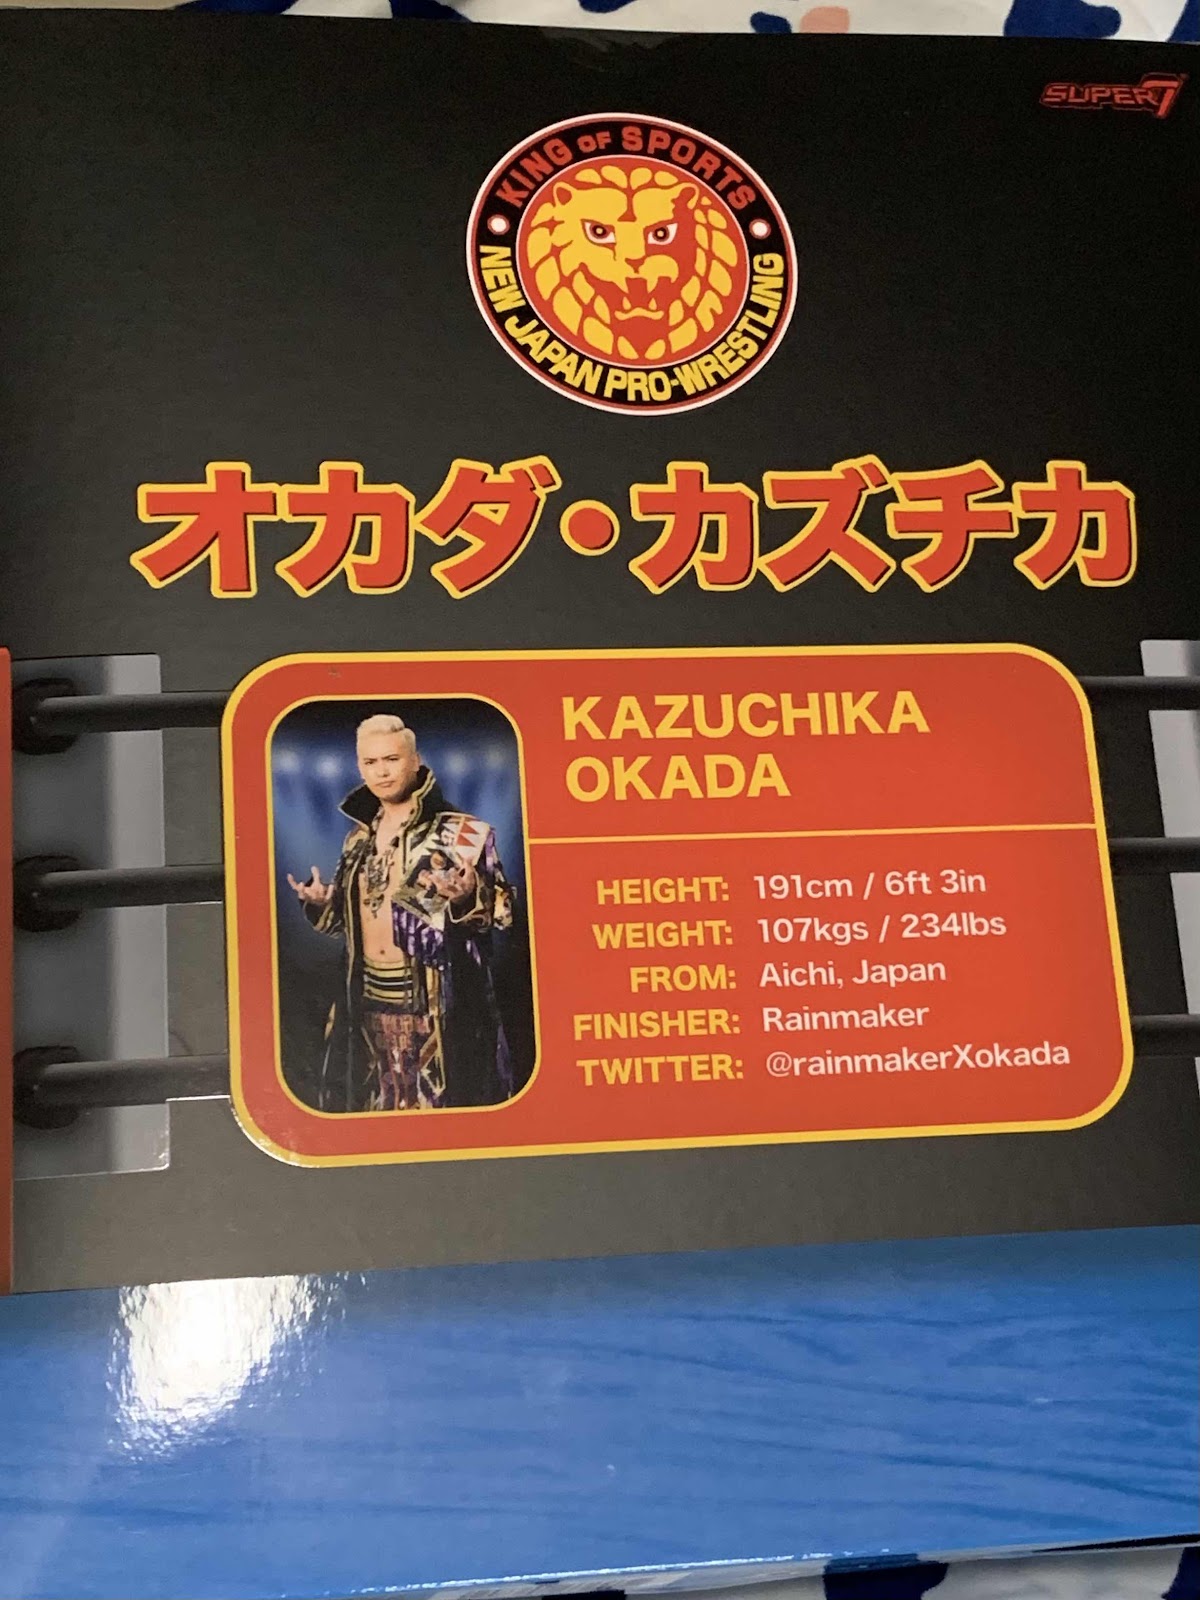 SUPER7
KING OF SPORTS
NEW JAPAN PRO-WRESTLING
オカダ・カズチカ
KAZUCHIKA
OKADA
HEIGHT: 191cm / 6ft 3in
WEIGHT: 107kgs / 234lbs
FROM: Aichi, Japan
FINISHER: Rainmaker
TWITTER: @rainmakerXokada